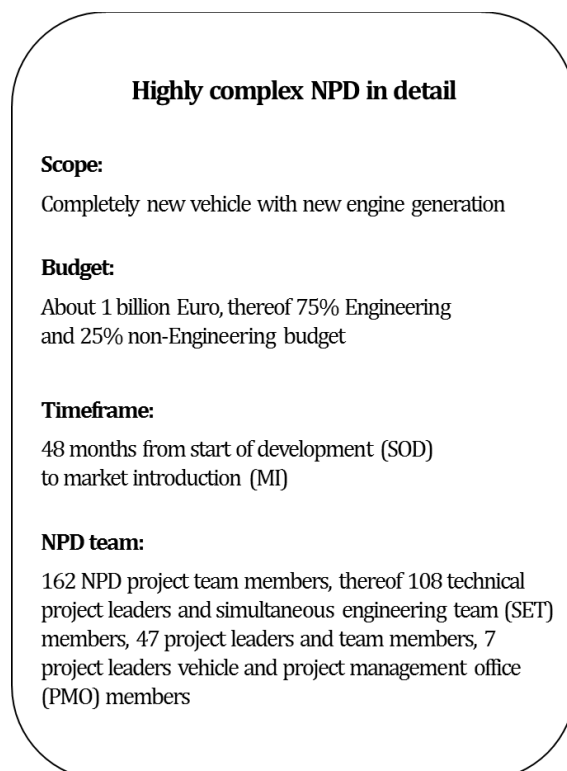 Highly complex NPD in detail
Scope:
Completely new vehicle with new engine generation
Budget:
About 1 billion Euro, thereof 75% Engineering
and 25% non-Engineering budget
Timeframe:
48 months from start of development (SOD)
to market introduction (MI)
NPD team:
162 NPD project team members, thereof 108 technical
project leaders and simultaneous engineering team (SET)
members, 47 project leaders and team members, 7
project leaders vehicle and project management office
(PMO) members